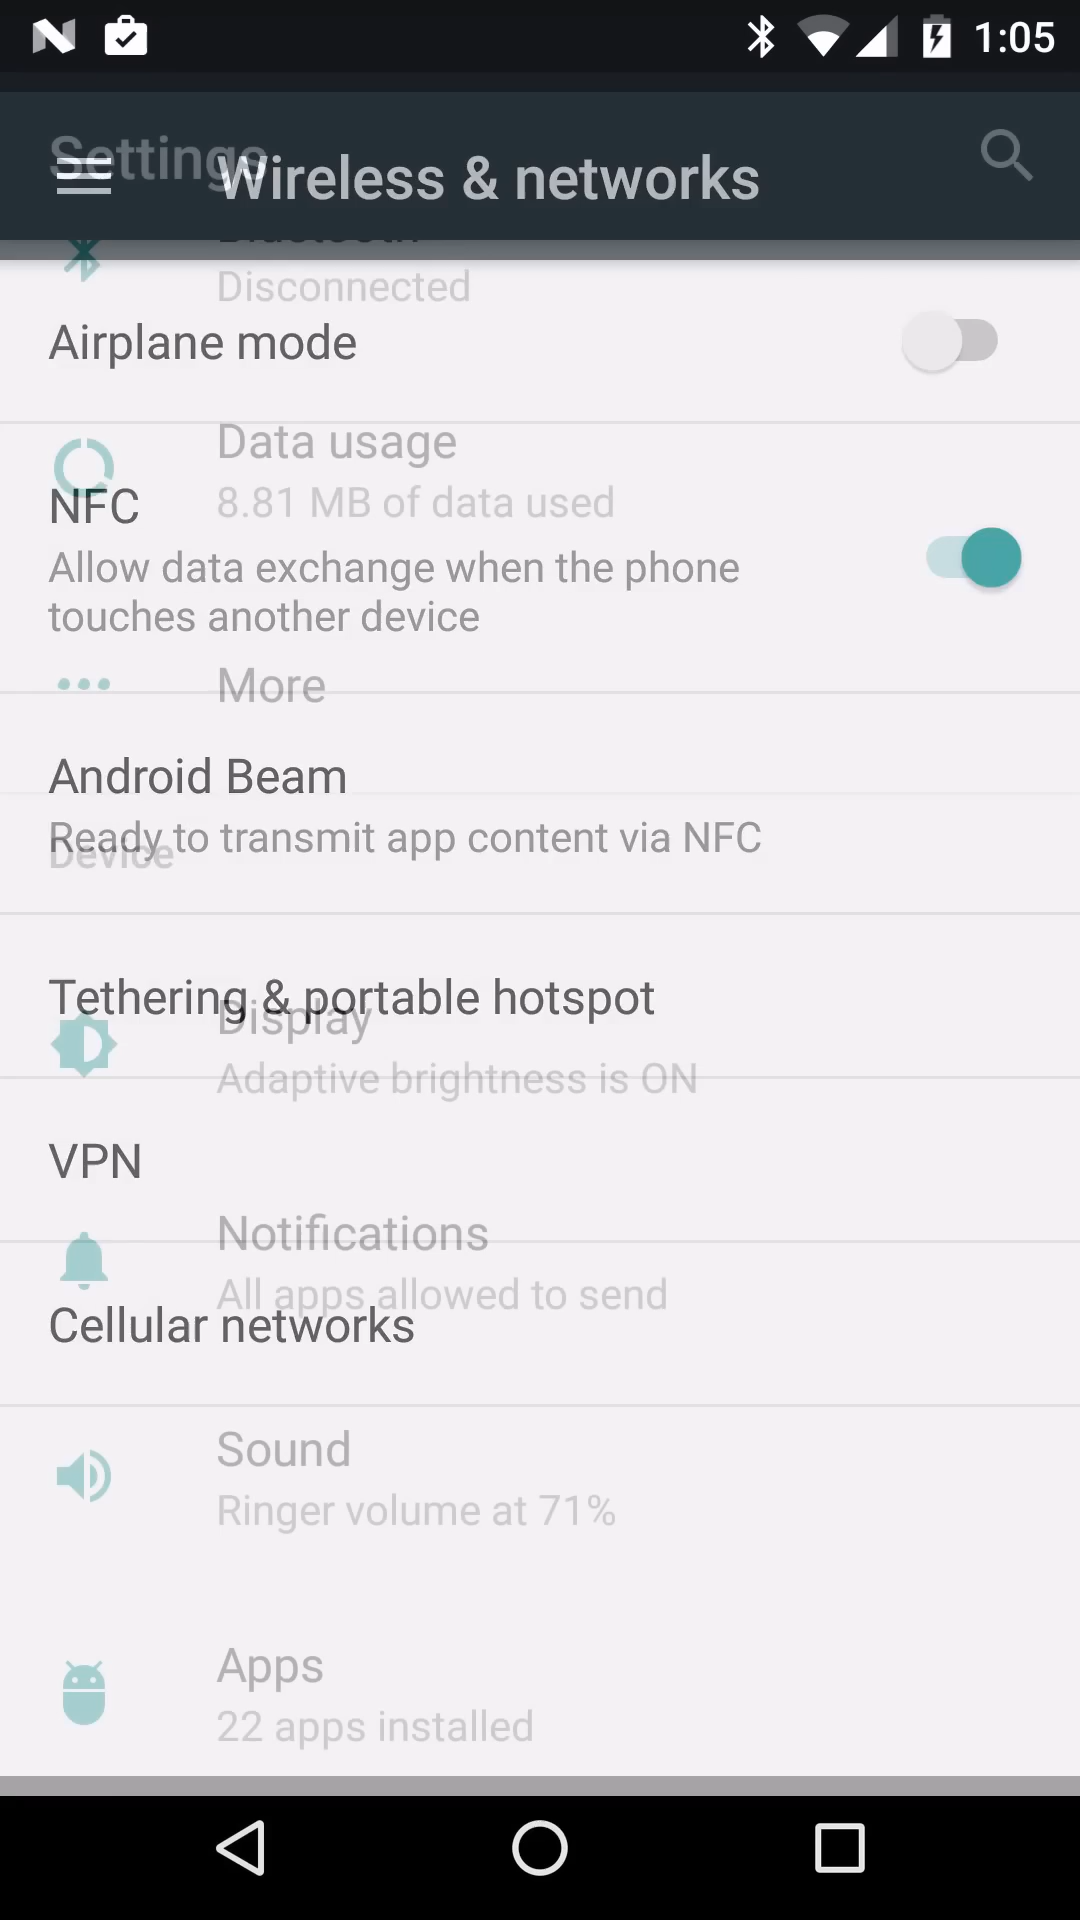 1:05
Settings
Wireless & networks
Bluetooth
Disconnected
Airplane mode
Data usage
8.81 MB of data used
NFC
Allow data exchange when the phone
touches another device
More
Android Beam
Ready to transmit app content via NFC
Device
Tethering & portable hotspot
Display
Adaptive brightness is ON
VPN
Notifications
All apps allowed to send
Cellular networks
Sound
Ringer volume at 71%
Apps
22 apps installed